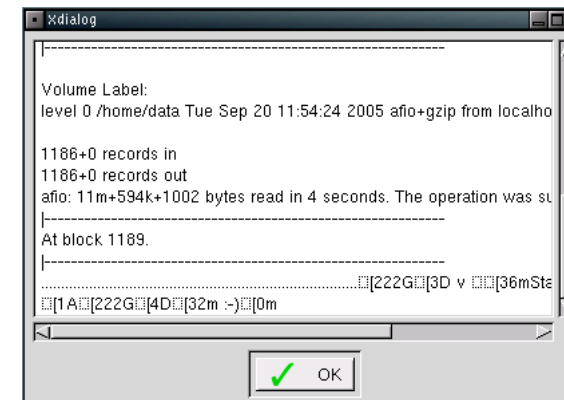 Xdialog
|----------------------------------------------------------------
Volume Label:
level 0 /home/data Tue Sep 20 11:54:24 2005 afio+gzip from localho
1186+0 records in
1186+0 records out
afio: 11m+594k+1002 bytes read in 4 seconds. The operation was su
|----------------------------------------------------------------
At block 1189.
|----------------------------------------------------------------
................................................................................□[222G□[3D v □□[36mSta
□[1A□[222G□[4D□[32m :-)□[0m
OK